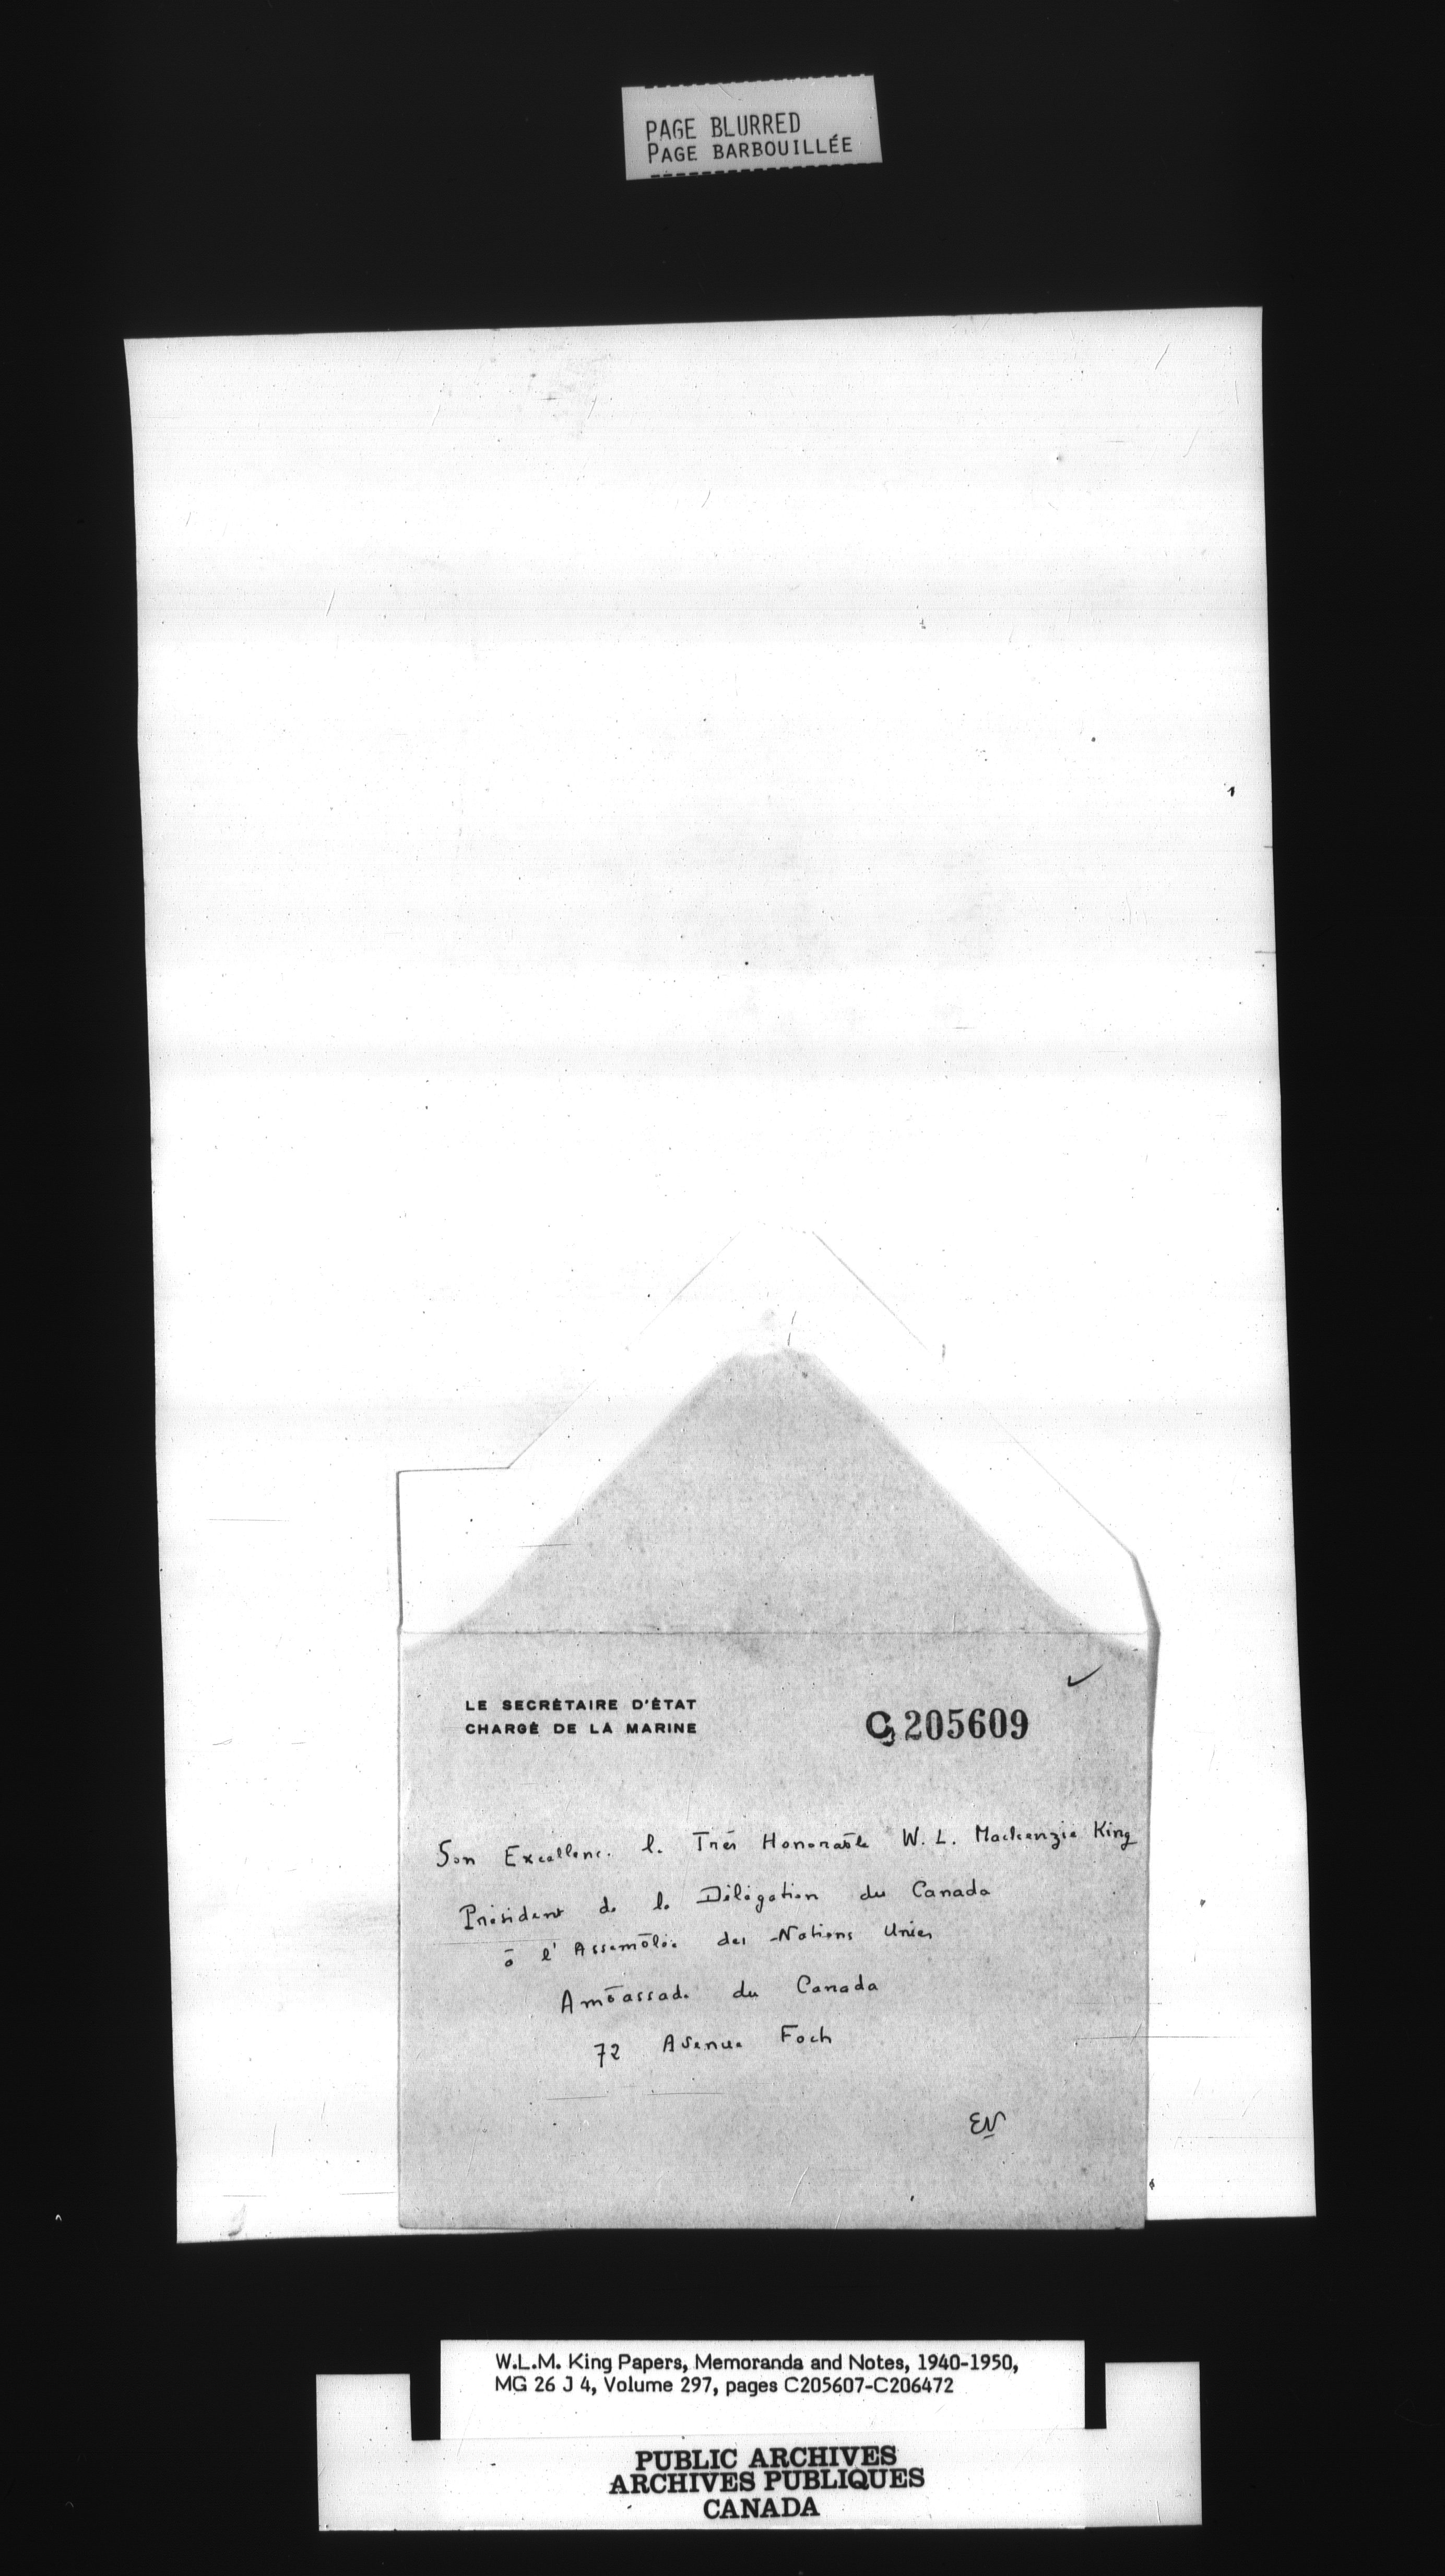 PAGE BLURRED
PAGE BARBOUILLÉE
LE SECRÉTAIRE D'ÉTAT
CHARGÉ DE LA MARINE
C205609
Son Excellence le Très Honorable W. L. Mackenzie King
Président de la Délégation du Canada
à l'Assemblée des Nations Unies
Ambassade du Canada
72 Avenue Foch
EV
W.L.M. King Papers, Memoranda and Notes, 1940-1950,
MG 26 J 4, Volume 297, pages C205607-C206472
PUBLIC ARCHIVES
ARCHIVES PUBLIQUES
CANADA